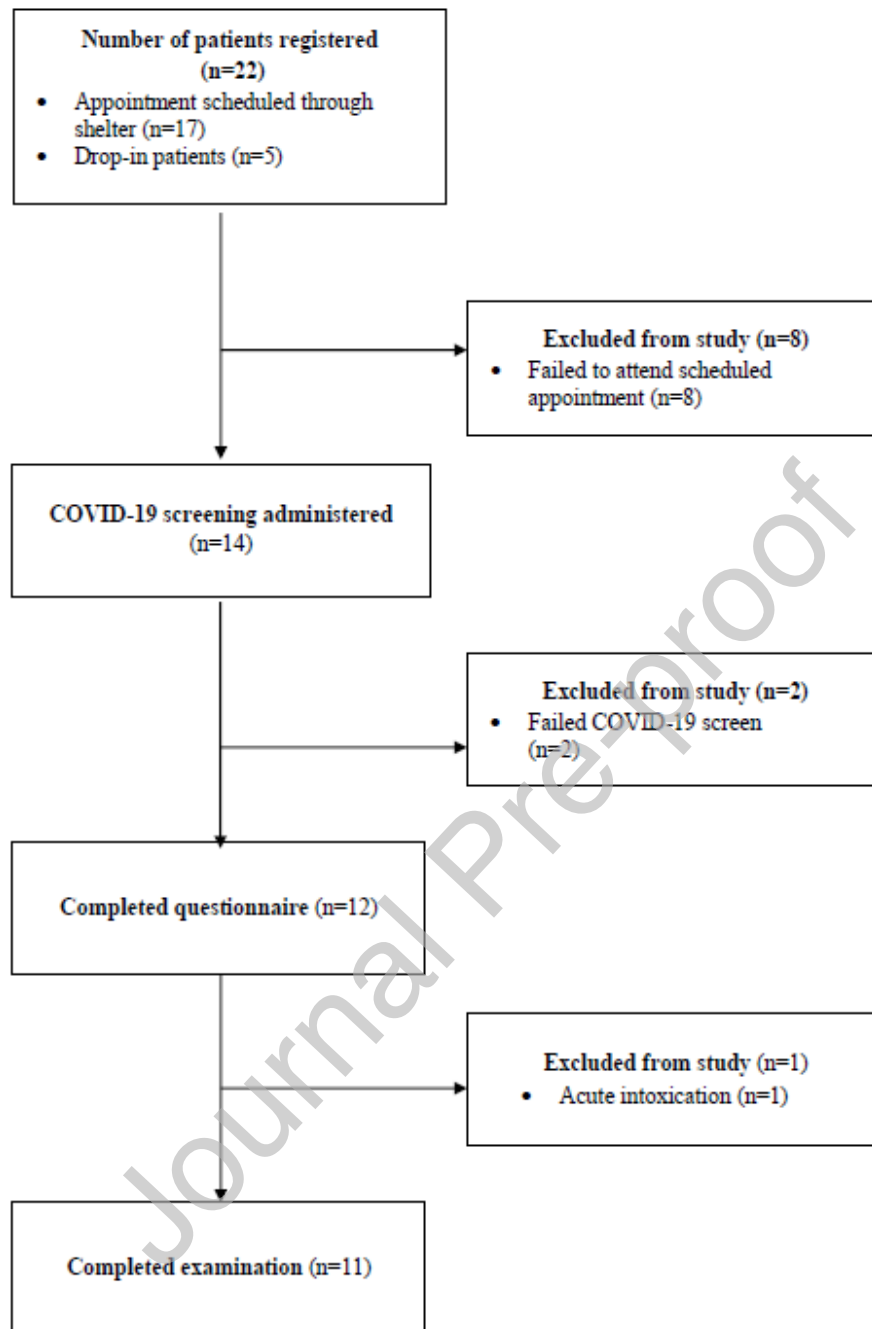 Number of patients registered
(n=22)
• Appointment scheduled through
shelter (n=17)
• Drop-in patients (n=5)
Excluded from study (n=8)
• Failed to attend scheduled
appointment (n=8)
COVID-19 screening administered
(n=14)
Excluded from study (n=2)
• Failed COVID-19 screen
(n=2)
Completed questionnaire (n=12)
Excluded from study (n=1)
• Acute intoxication (n=1)
Completed examination (n=11)
Journal Pre-proof